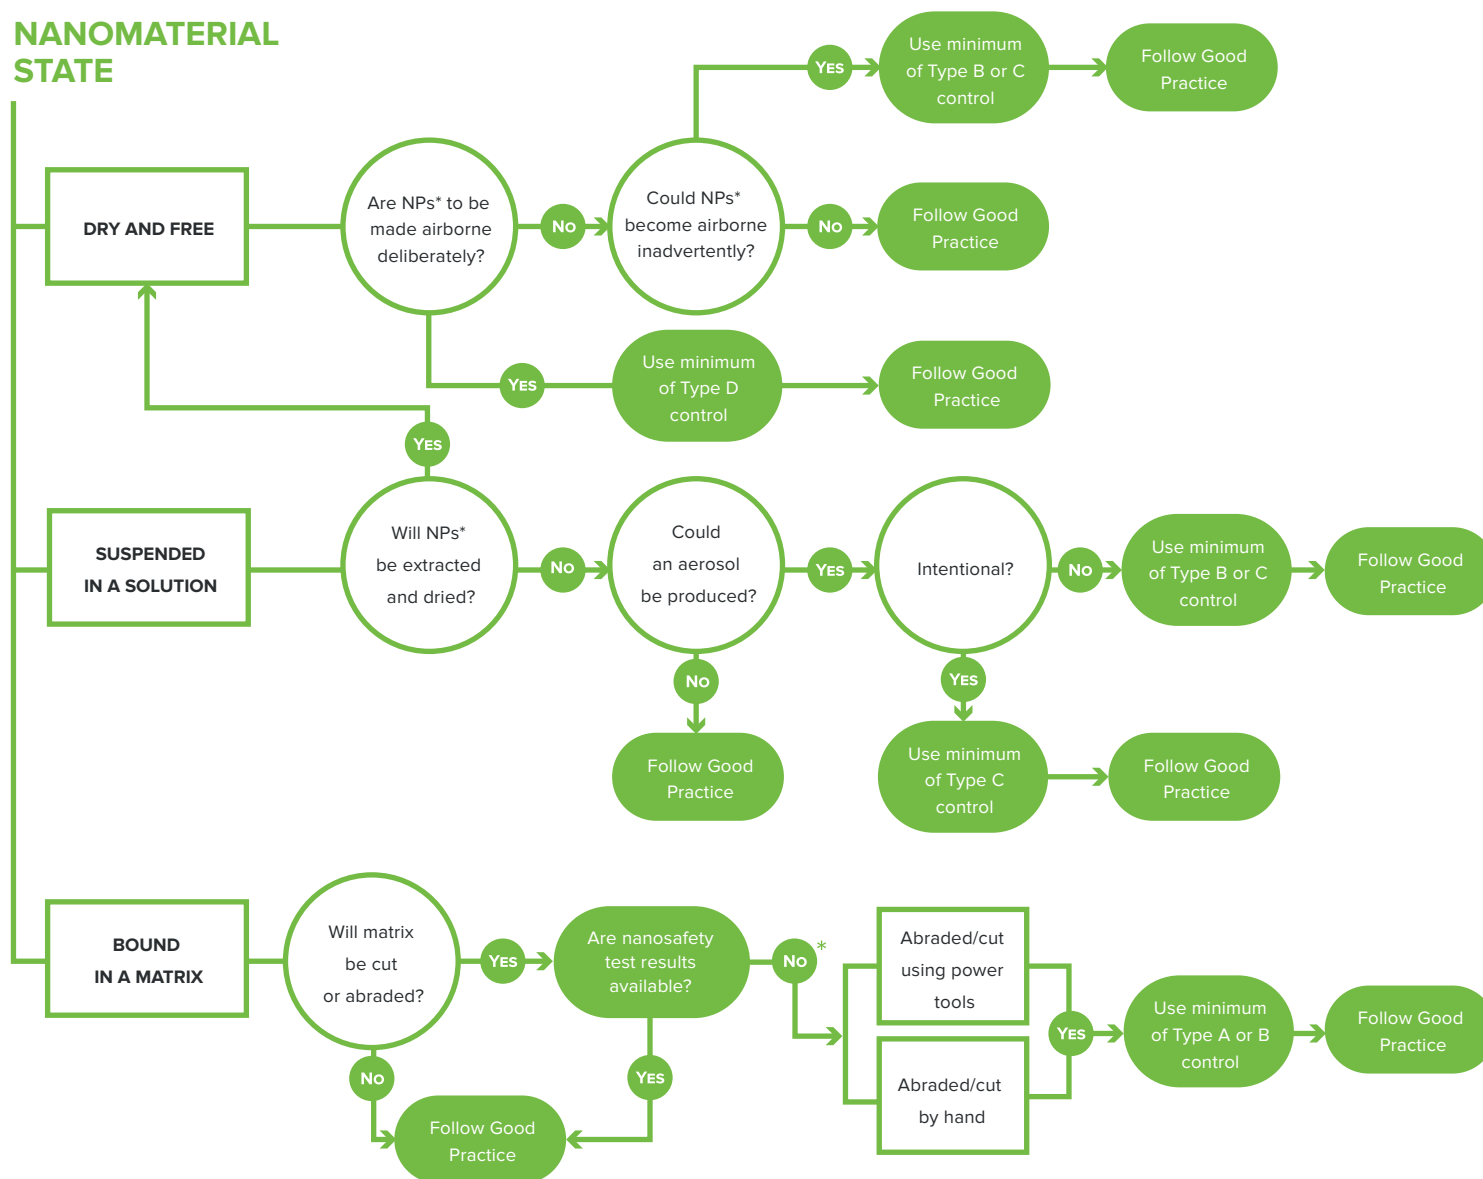 NANOMATERIAL
STATE
YES
Use minimum
of Type B or C
control
Follow Good
Practice
DRY AND FREE
Are NPs* to be
made airborne
deliberately?
NO
Could NPs*
become airborne
inadvertently?
NO
Follow Good
Practice
YES
Use minimum
of Type D
control
Follow Good
Practice
YES
SUSPENDED
IN A SOLUTION
Will NPs*
be extracted
and dried?
NO
Could
an aerosol
be produced?
YES
Intentional?
NO
Use minimum
of Type B or C
control
Follow Good
Practice
NO
Follow Good
Practice
YES
Use minimum
of Type C
control
Follow Good
Practice
BOUND
IN A MATRIX
Will matrix
be cut
or abraded?
YES
Are nanosafety
test results
available?
NO*
Abraded/cut
using power
tools
Abraded/cut
by hand
YES
Use minimum
of Type A or B
control
Follow Good
Practice
NO
YES
Follow Good
Practice